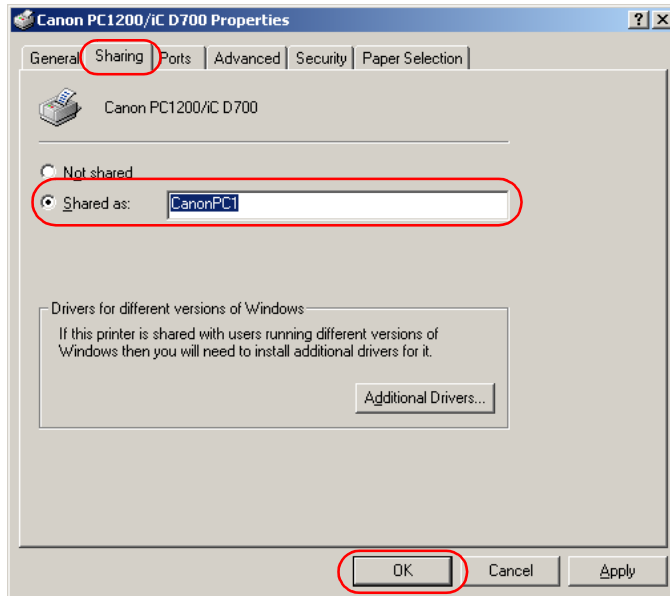 Canon PC1200/iC D700 Properties
? X
General Sharing Ports Advanced Security Paper Selection
Canon PC1200/iC D700
Not shared
Shared as: CanonPC1
Drivers for different versions of Windows
If this printer is shared with users running different versions of
Windows then you will need to install additional drivers for it.
Additional Drivers...
OK Cancel Apply